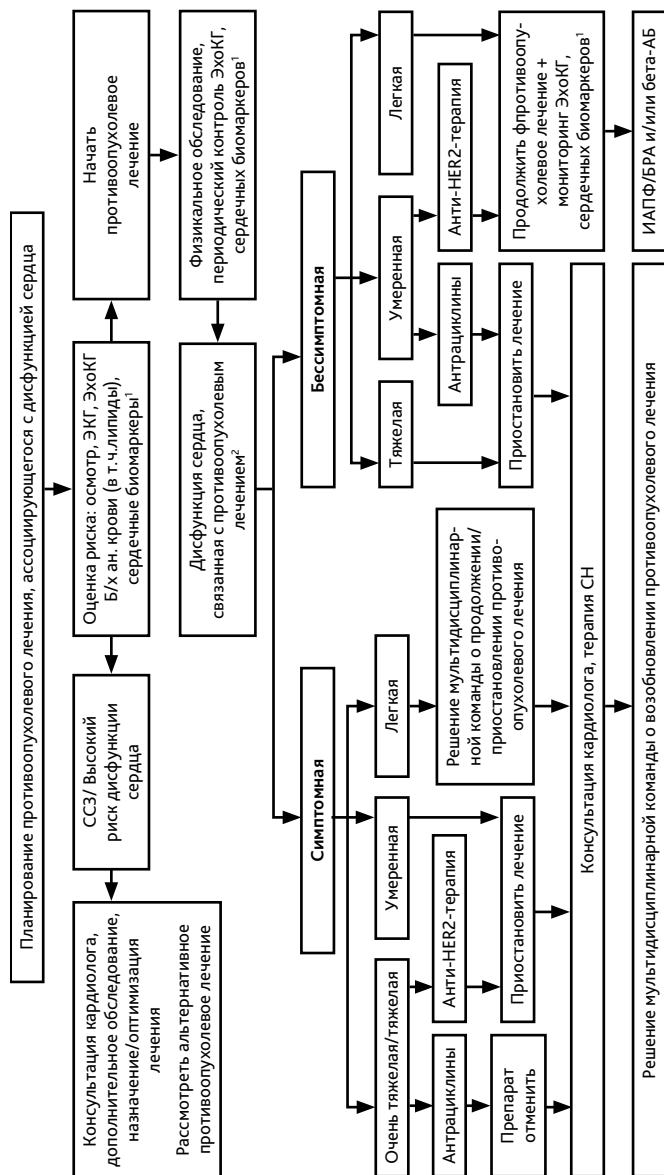 Планирование противоопухолевого лечения, ассоциирующегося с дисфункцией сердца
Консультация кардиолога,
дополнительное обследование,
назначение/оптимизация
лечения
Рассмотреть альтернативное
противоопухолевое лечение
ССЗ/ Высокий
риск дисфункции
сердца
Оценка риска: осмотр, ЭКГ, ЭхоКГ
Б/х ан. крови (в т. ч.липиды),
сердечные биомаркеры1
Начать
противоопухолевое
лечение
Физикальное обследование,
периодический контроль ЭхоКГ,
сердечных биомаркеров1
Дисфункция сердца,
связанная с противоопухолевым
лечением2
Симптомная
Бессимптомная
Очень тяжелая/тяжелая
Умеренная
Легкая
Тяжелая
Умеренная
Легкая
Антрациклины
Анти-HER2-терапия
Решение мультидисциплинар-
ной команды о продолжении/
приостановлении противо-
опухолевого лечения
Антрациклины
Анти-HER2-терапия
Препарат
отменить
Приостановить лечение
Приостановить лечение
Продолжить фпротивоопу-
холевое лечение +
мониторинг ЭхоКГ,
сердечных биомаркеров1
Консультация кардиолога, терапия СН
ИАПФ/БРА и/или бета-АБ
Решение мультидисциплинарной команды о возобновлении противоопухолевого лечения